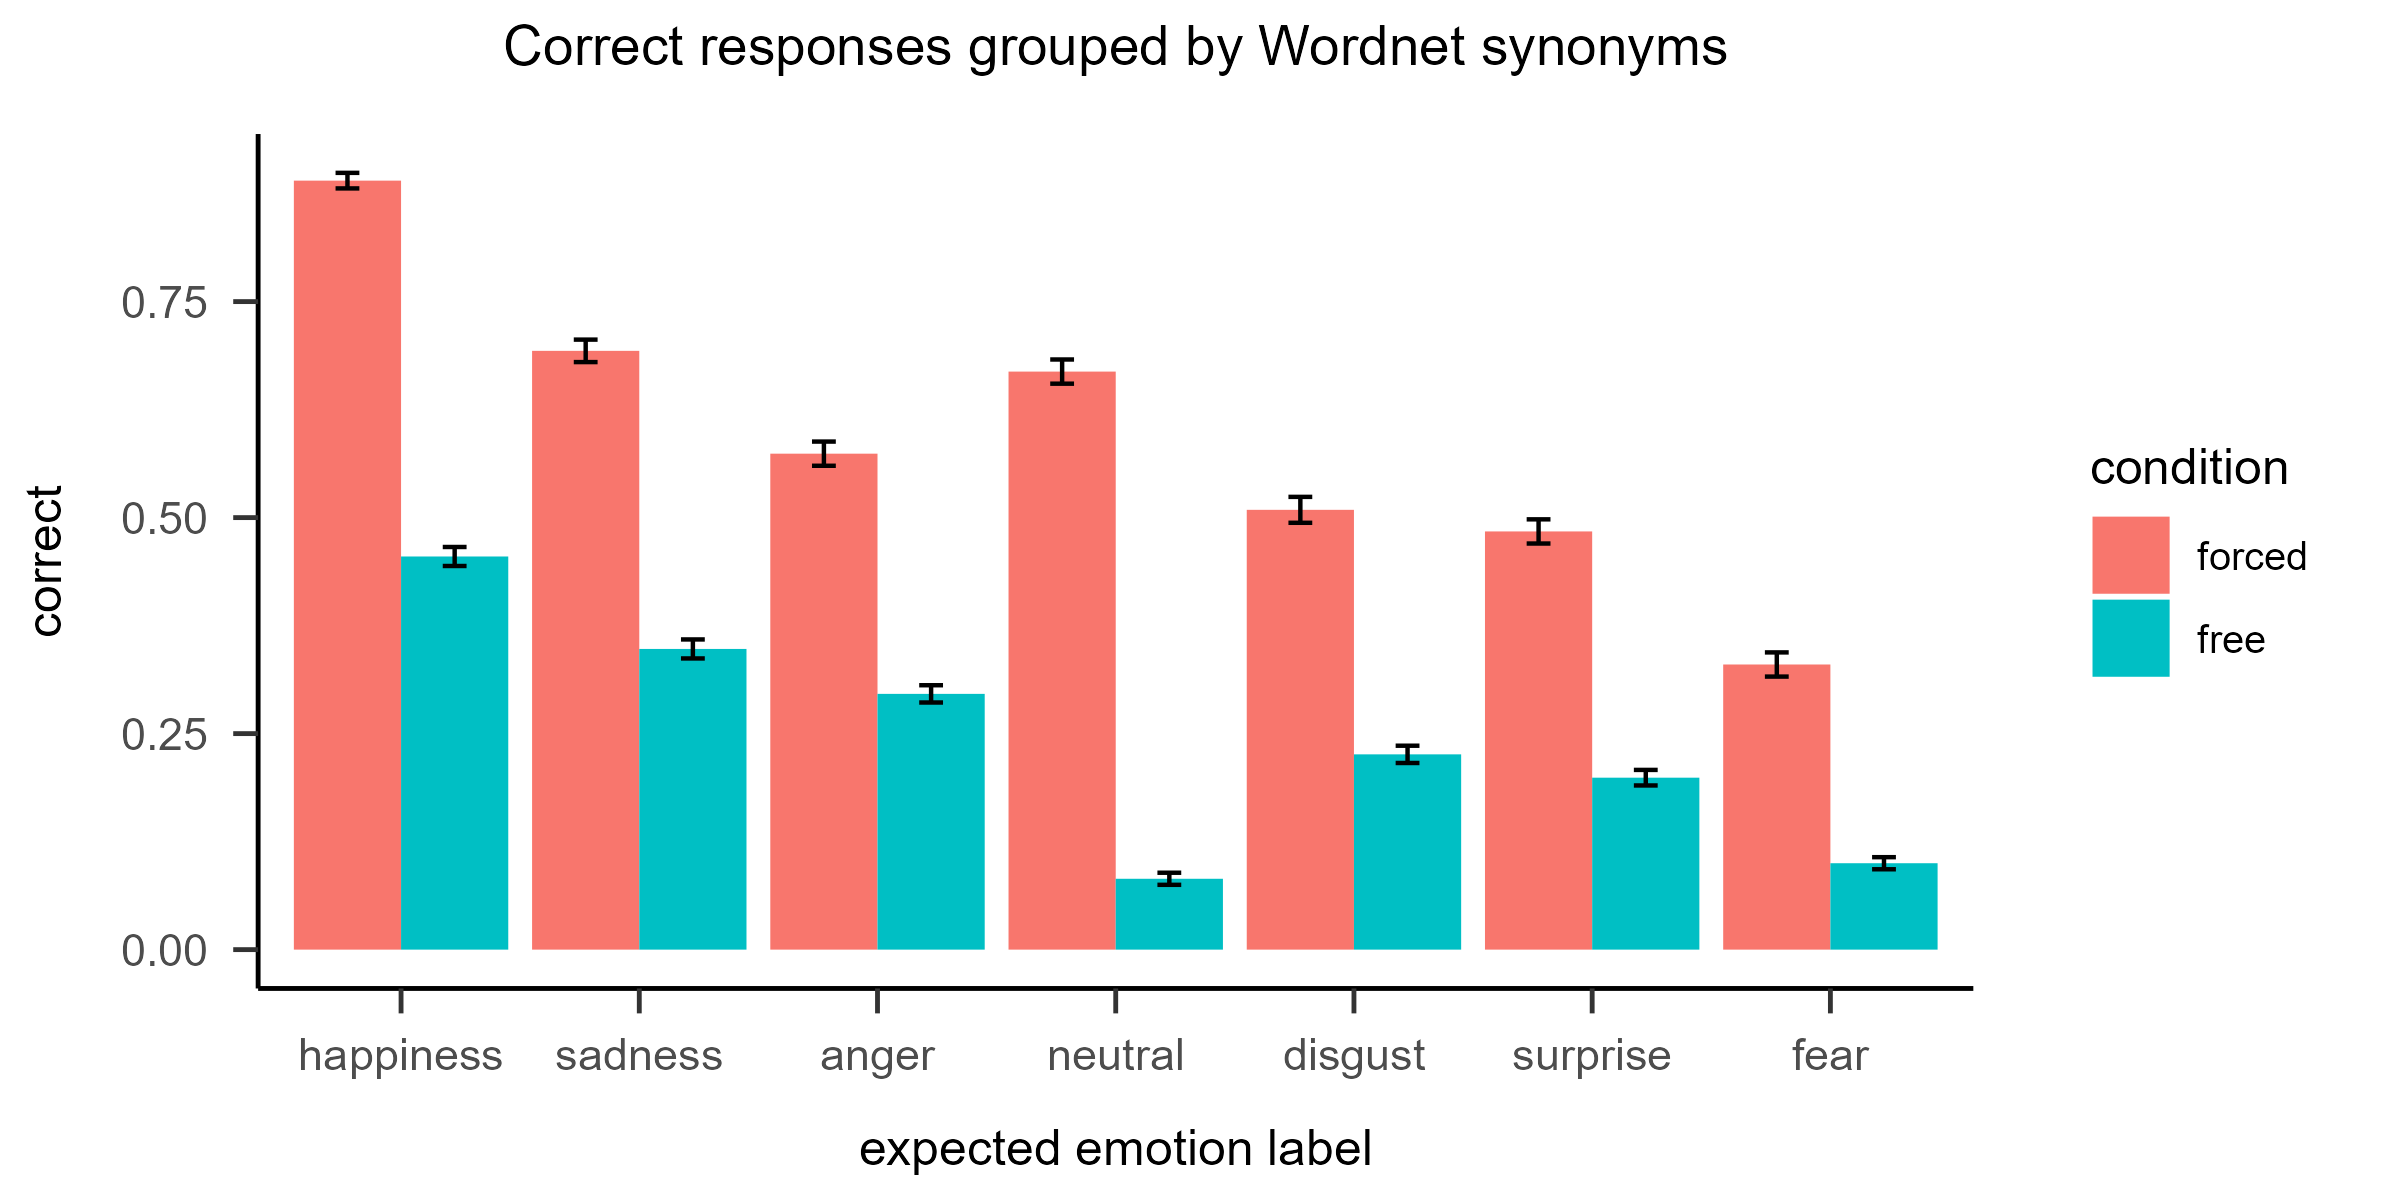 Correct responses grouped by Wordnet synonyms
correct
0.75
0.50
0.25
0.00
happiness sadness anger neutral disgust surprise fear
expected emotion label
condition
forced
free